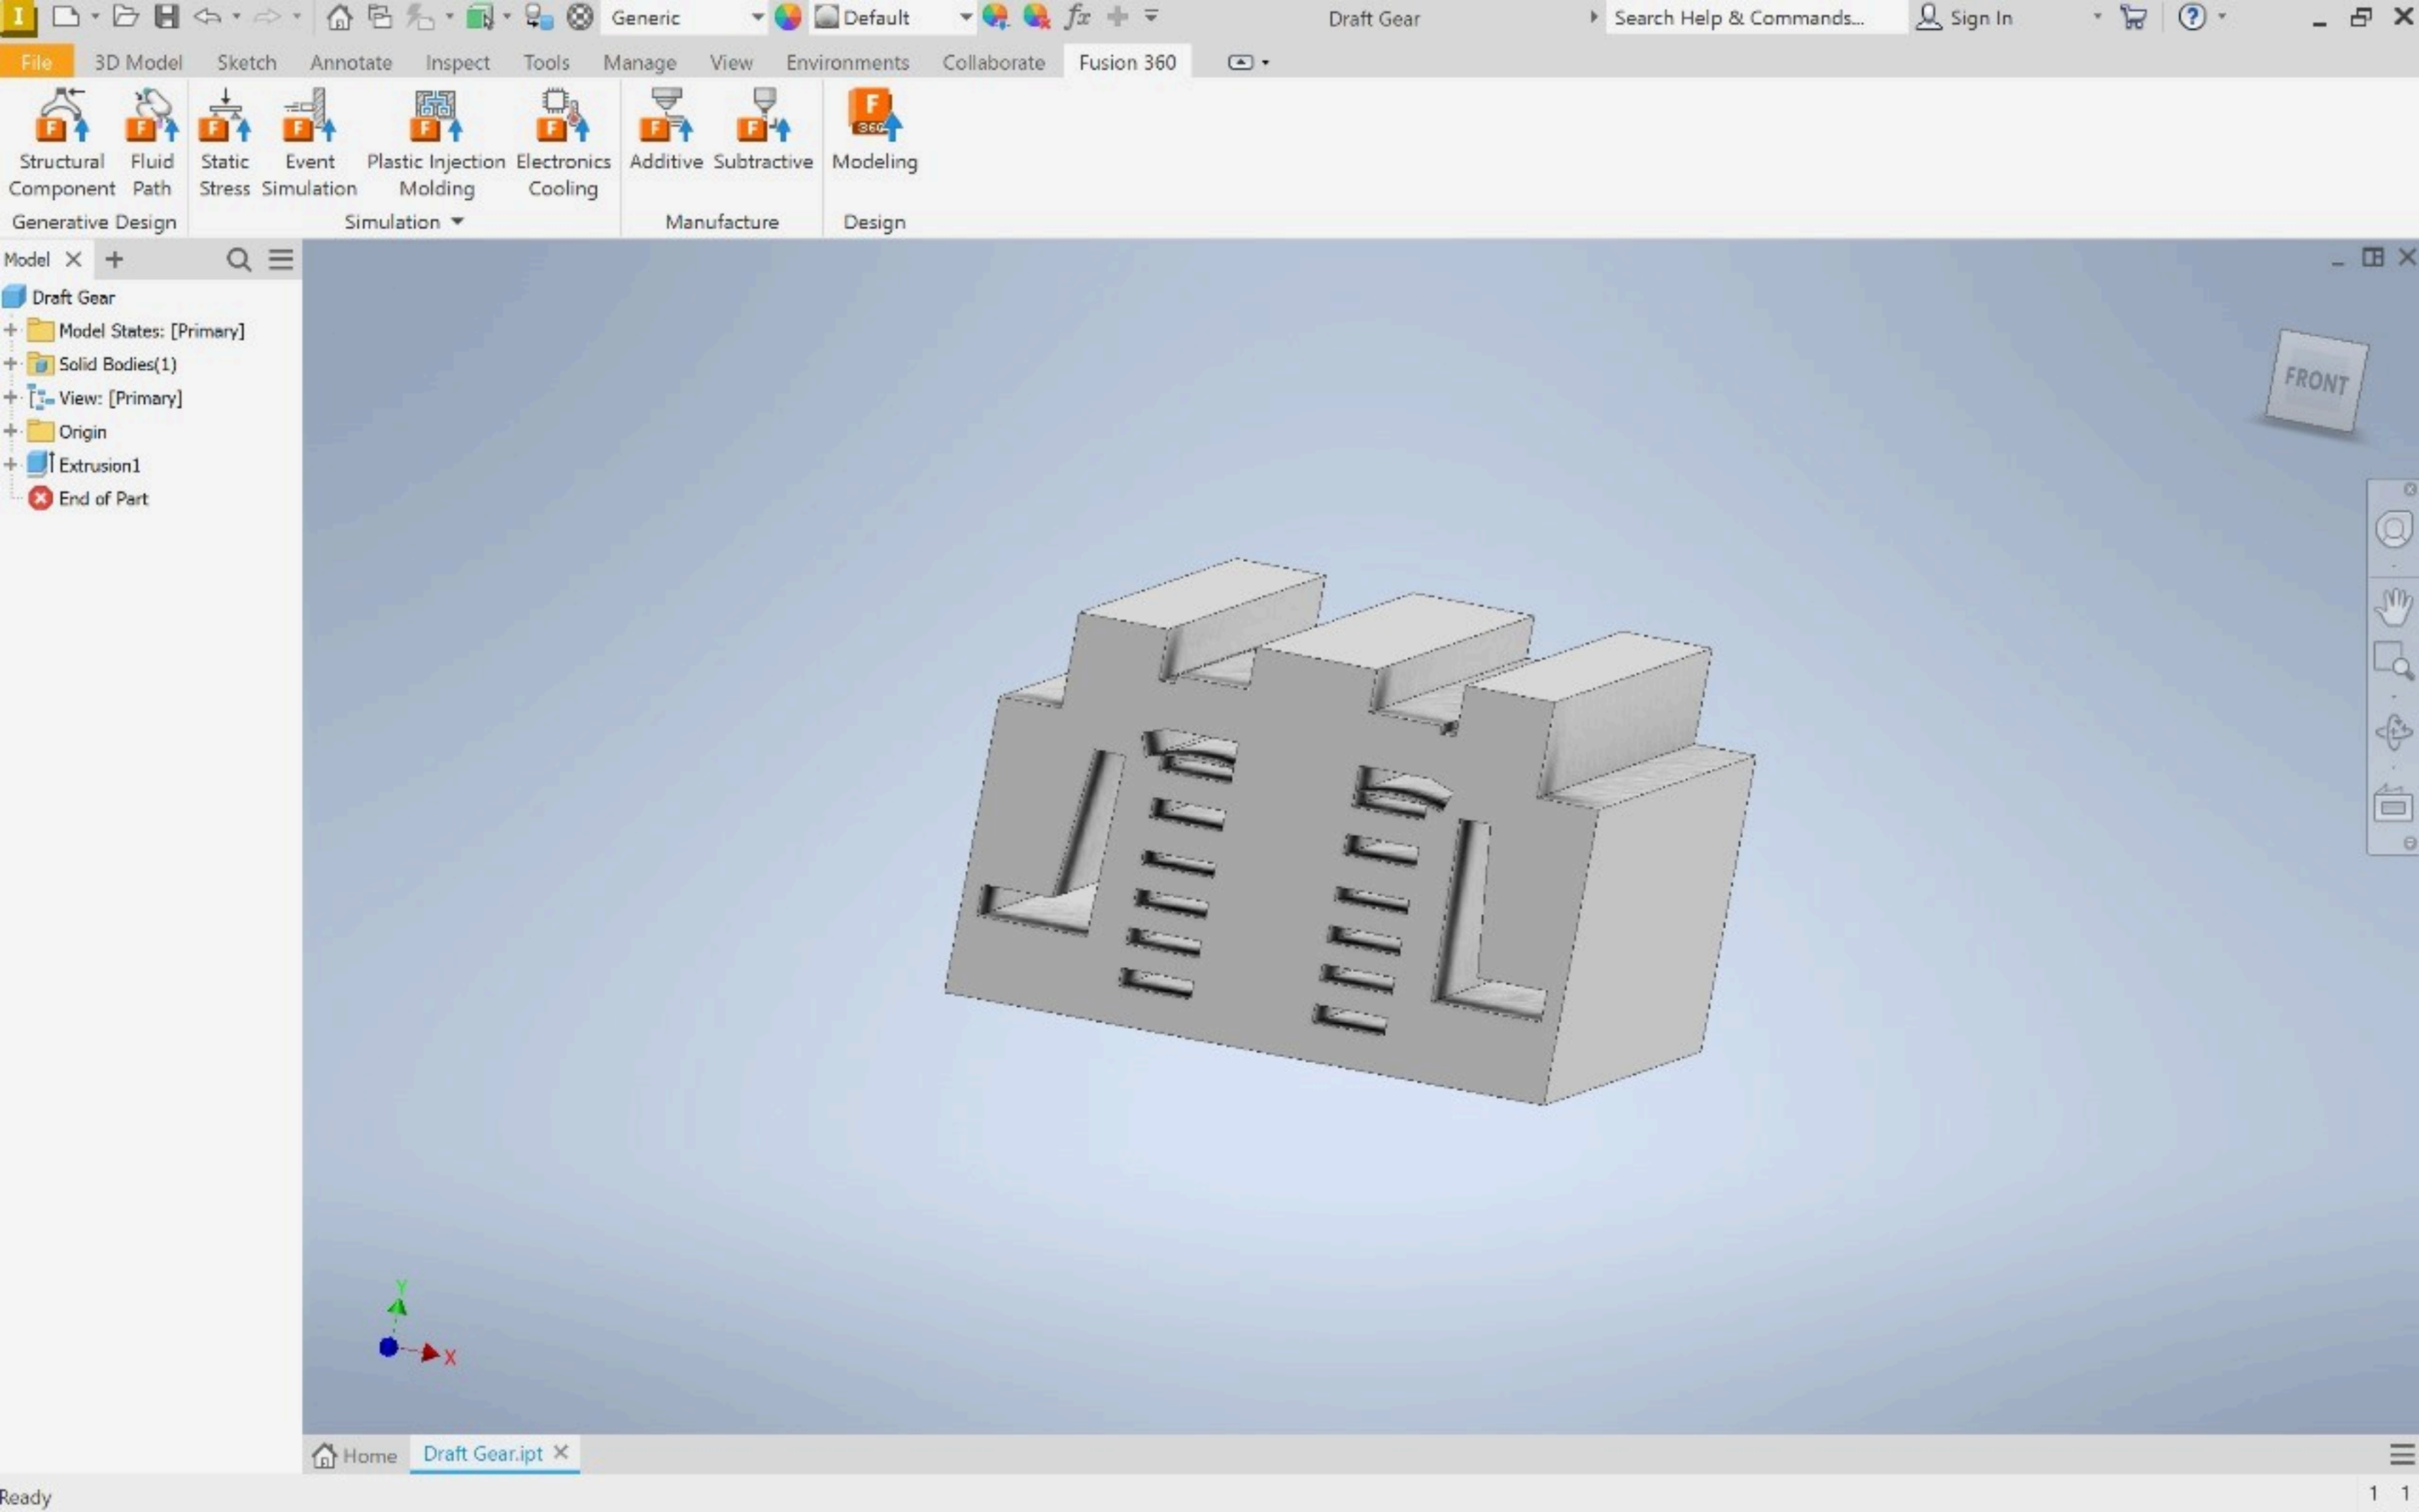 I
Generic
Default
fx
Draft Gear
Search Help & Commands...
Sign In
File
3D Model
Sketch
Annotate
Inspect
Tools
Manage
View
Environments
Collaborate
Fusion 360
Structural Component
Fluid Path
Static Stress
Event Simulation
Plastic Injection Molding
Electronics Cooling
Additive
Subtractive
F 360
Modeling
Generative Design
Simulation
Manufacture
Design
Model
Draft Gear
Model States: [Primary]
Solid Bodies(1)
View: [Primary]
Origin
Extrusion1
End of Part
FRONT
Y
X
Home
Draft Gear.ipt
Ready
1 1